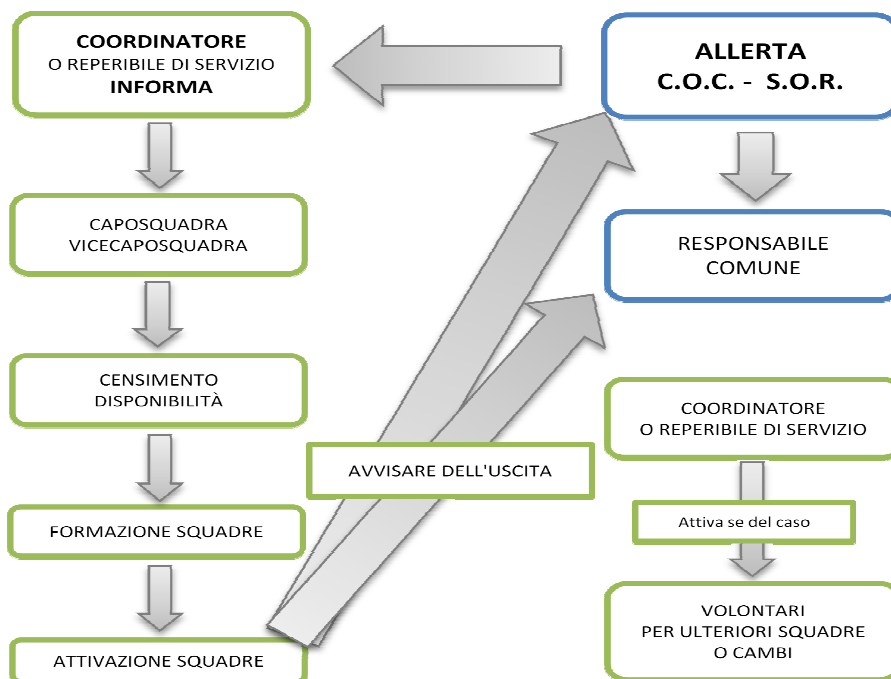 COORDINATORE
O REPERIBILE DI SERVIZIO
INFORMA
ALLERTA
C.O.C. - S.O.R.
CAPOSQUADRA
VICECAPOSQUADRA
RESPONSABILE
COMUNE
CENSIMENTO
DISPONIBILITÀ
COORDINATORE
O REPERIBILE DI SERVIZIO
AVVISARE DELL'USCITA
FORMAZIONE SQUADRE
Attiva se del caso
VOLONTARI
PER ULTERIORI SQUADRE
O CAMBI
ATTIVAZIONE SQUADRE